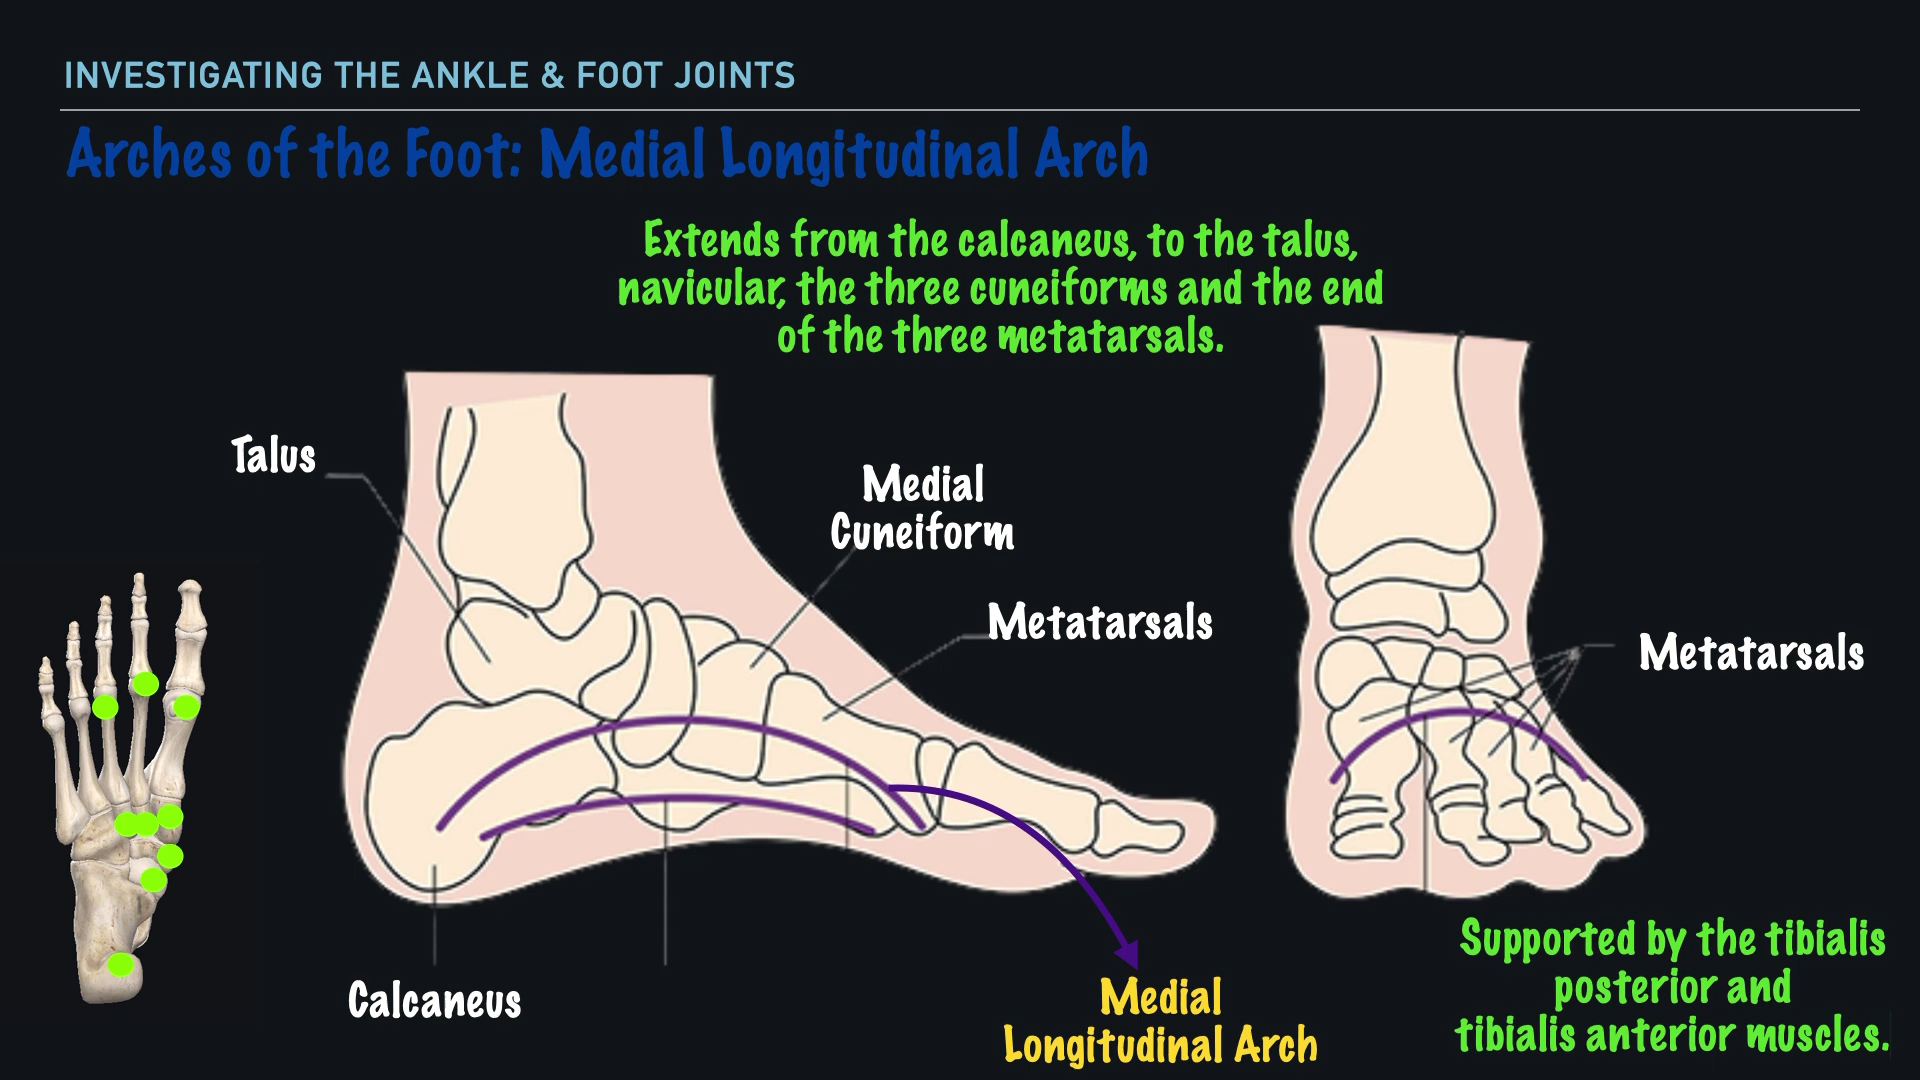 INVESTIGATING THE ANKLE & FOOT JOINTS
Arches of the Foot: Medial Longitudinal Arch
Extends from the calcaneus, to the talus,
navicular, the three cuneiforms and the end
of the three metatarsals.
Talus
Medial
Cuneiform
Metatarsals
Metatarsals
Calcaneus
Medial
Longitudinal Arch
Supported by the tibialis
posterior and
tibialis anterior muscles.